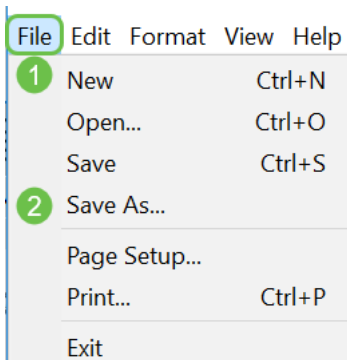 File Edit Format View Help
1 New Ctrl+N
Open... Ctrl+O
Save Ctrl+S
2 Save As...
Page Setup...
Print... Ctrl+P
Exit